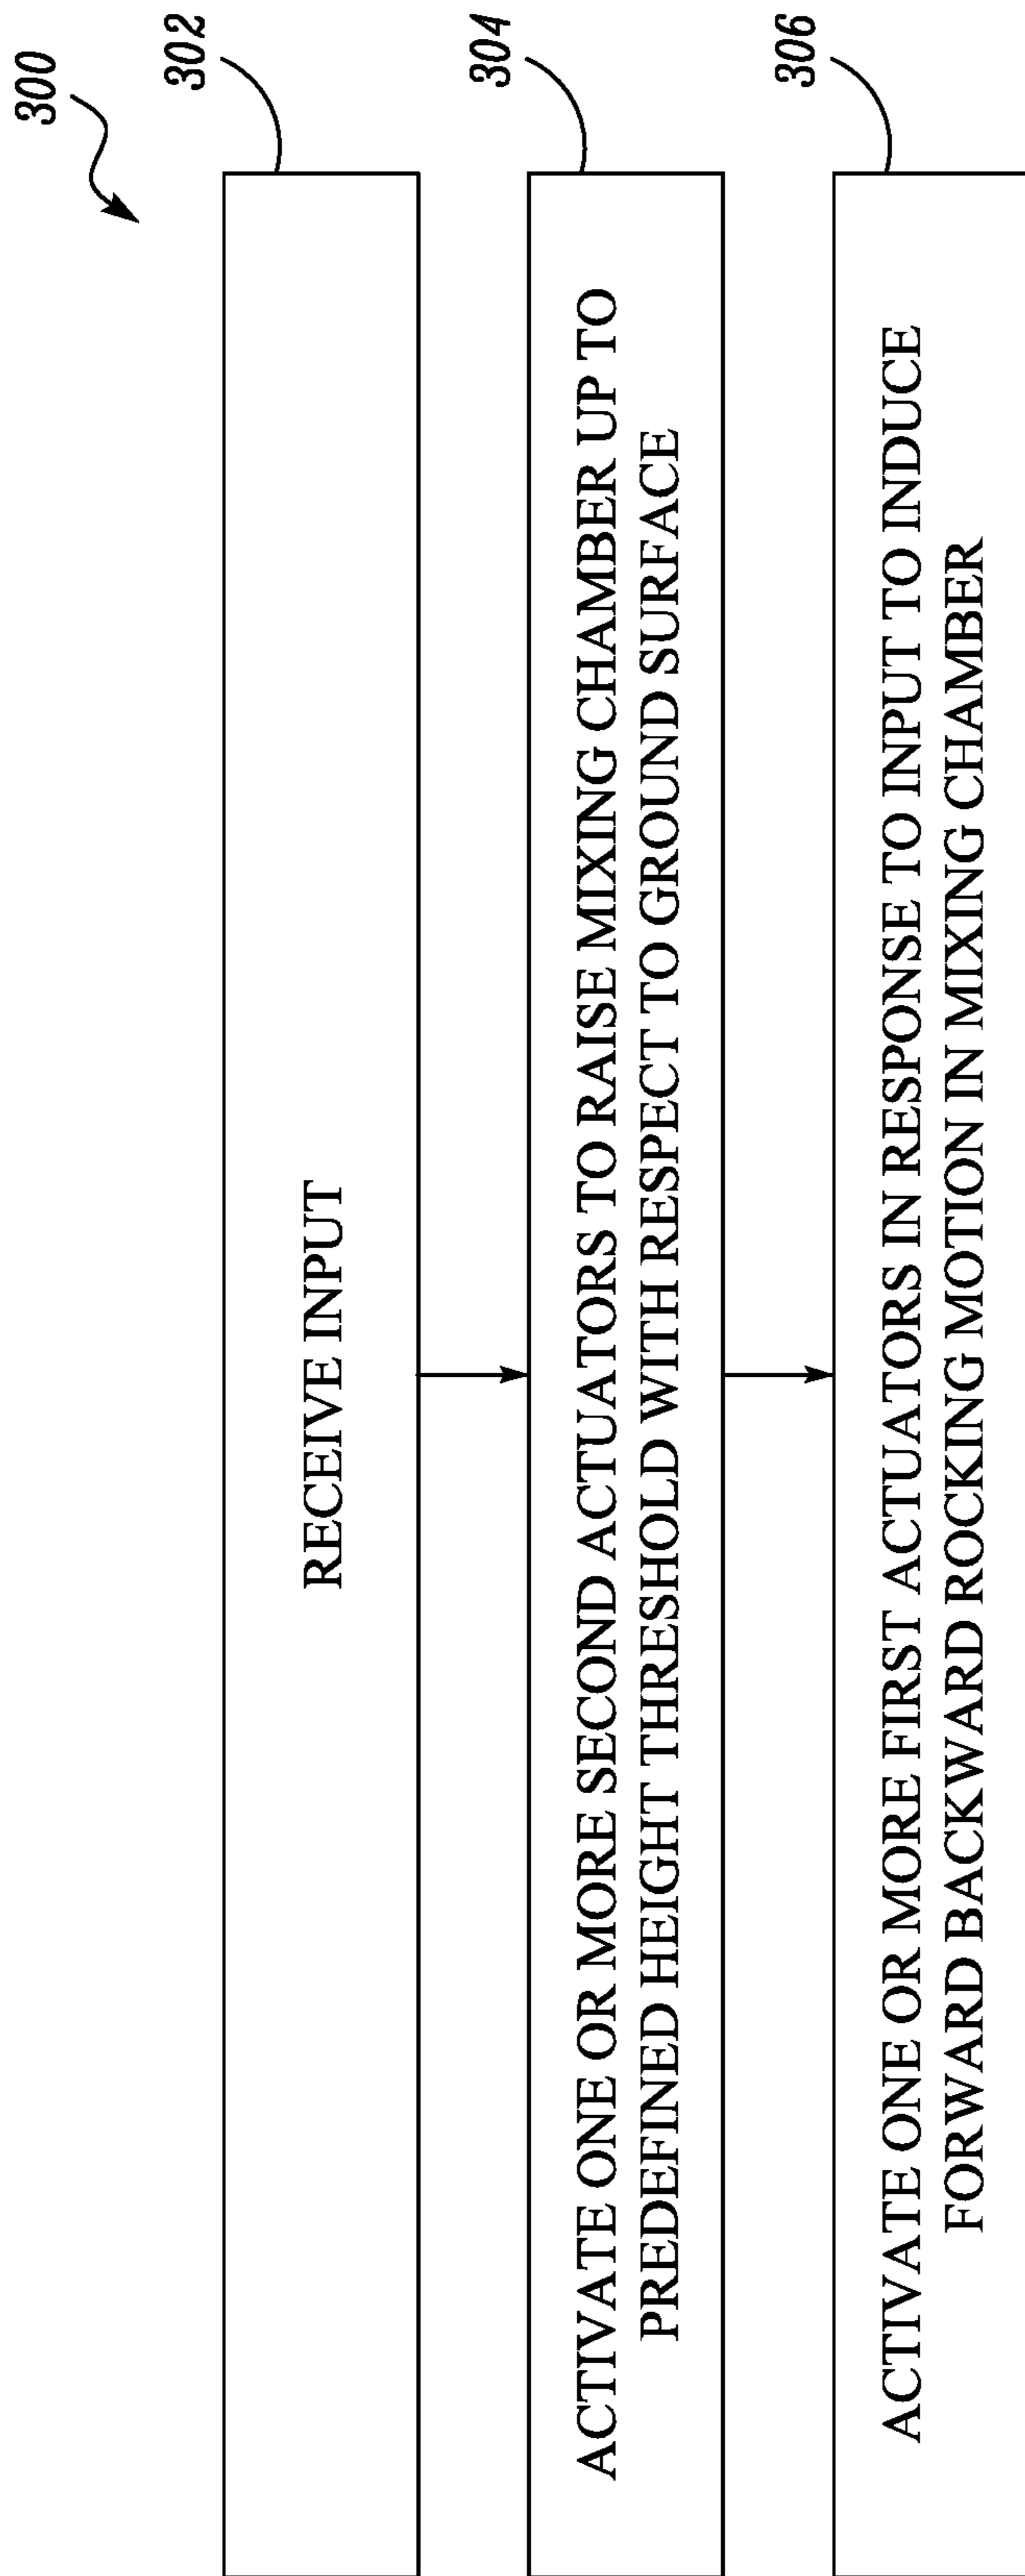 300
302
RECEIVE INPUT
304
ACTIVATE ONE OR MORE SECOND ACTUATORS TO RAISE MIXING CHAMBER UP TO
PREDEFINED HEIGHT THRESHOLD WITH RESPECT TO GROUND SURFACE
306
ACTIVATE ONE OR MORE FIRST ACTUATORS IN RESPONSE TO INPUT TO INDUCE
FORWARD BACKWARD ROCKING MOTION IN MIXING CHAMBER